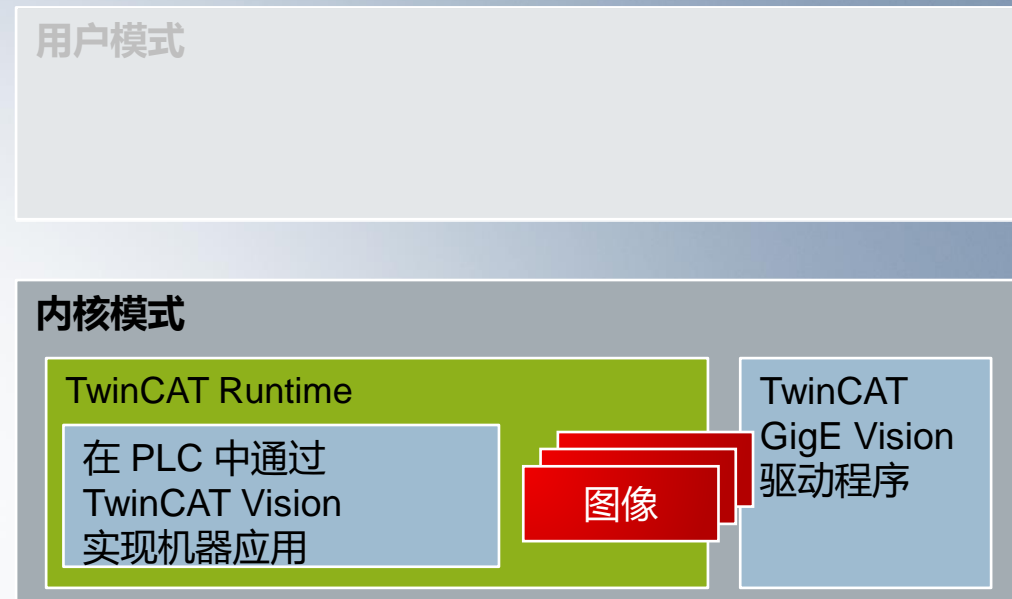 用户模式
内核模式
TwinCAT Runtime
在 PLC 中通过
TwinCAT Vision
实现机器应用
图像
TwinCAT
GigE Vision
驱动程序